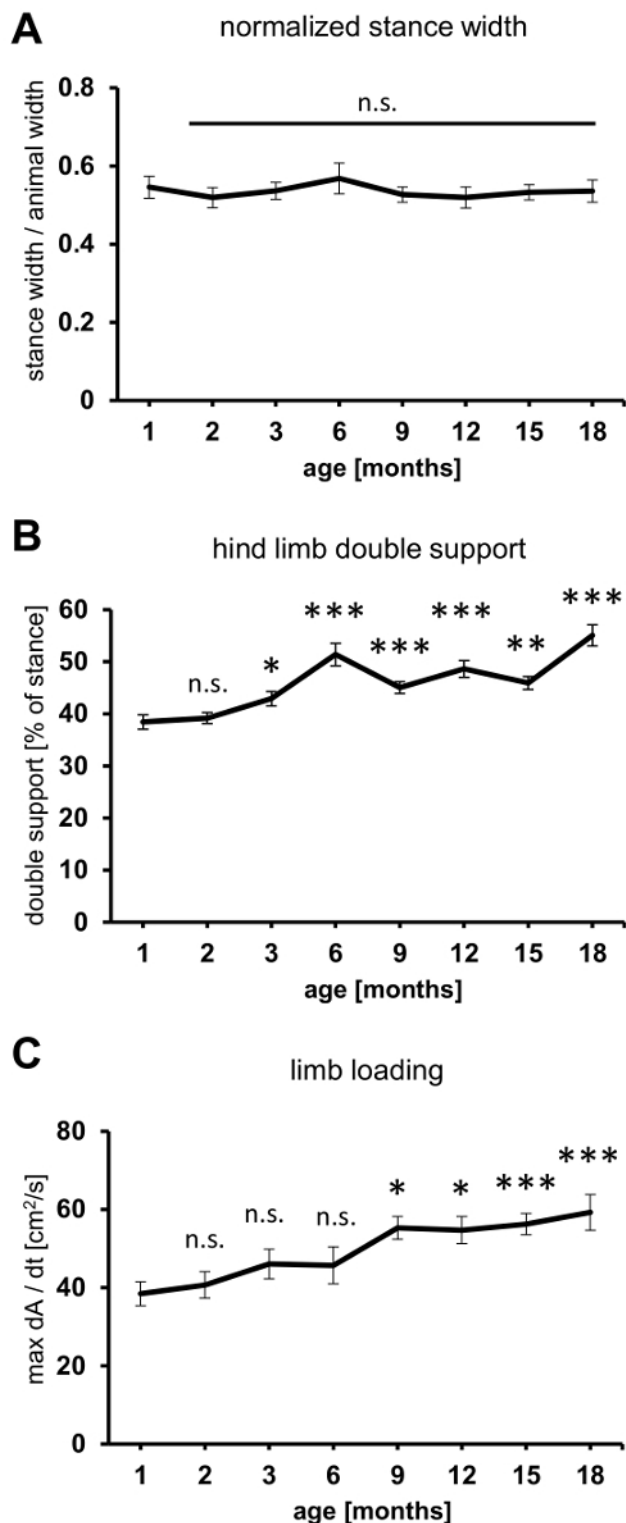 A
normalized stance width
stance width / animal width
0.8
0.6
0.4
0.2
0
n.s.
1 2 3 6 9 12 15 18
age [months]
B
hind limb double support
double support [% of stance]
60
50
40
30
20
10
0
n.s. * *** *** *** ** ***
1 2 3 6 9 12 15 18
age [months]
C
limb loading
max dA / dt [cm²/s]
80
60
40
20
0
n.s. n.s. n.s. * * *** ***
1 2 3 6 9 12 15 18
age [months]